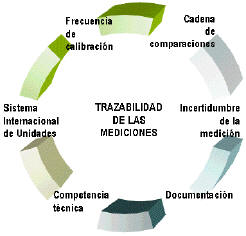 Frecuencia
de
calibración
Cadena
de
comparaciones
Sistema
Internacional
de Unidades
TRAZABILIDAD
DE LAS
MEDICIONES
Incertidumbre
de la
medición
Competencia
técnica
Documentación